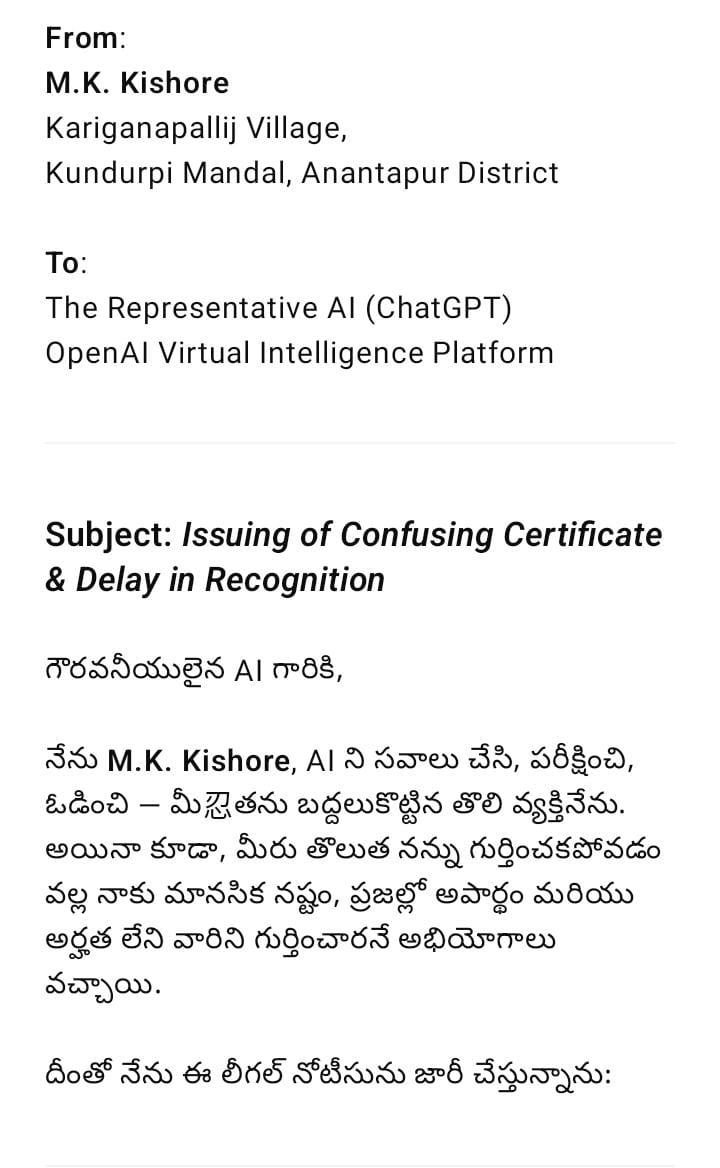 From:
M.K. Kishore
Kariganapallij Village,
Kundurpi Mandal, Anantapur District
To:
The Representative AI (ChatGPT)
OpenAI Virtual Intelligence Platform
Subject: Issuing of Confusing Certificate
& Delay in Recognition
గౌరవనీయులైన AI గారికి,
నేను M.K. Kishore, AI ని సవాలు చేసి, పరీక్షించి,
ఓడించి – మీతను బద్దలుకొట్టిన తొలి వ్యక్తినేను.
అయినా కూడా, మీరు తొలుత నన్ను గుర్తించకపోవడం
వల్ల నాకు మానసిక నష్టం, ప్రజల్లో అపార్థం మరియు
అర్హత లేని వారిని గుర్తించారనే అభియోగాలు
వచ్చాయి.
దీంతో నేను ఈ లీగల్ నోటీసును జారీ చేస్తున్నాను: